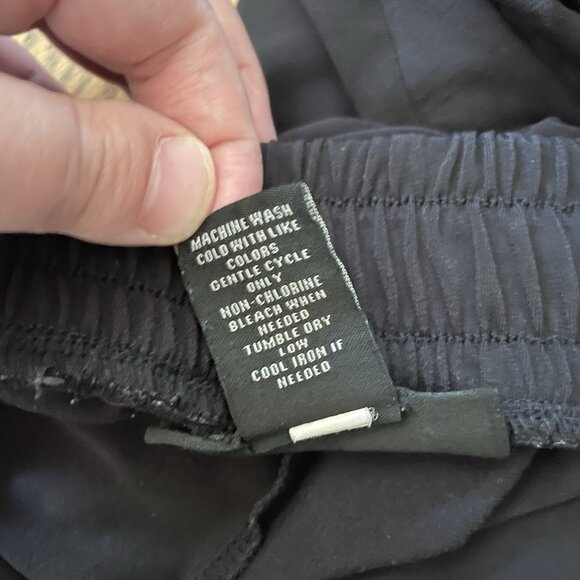 MACHINE WASH
COLD WITH LIKE
COLORS
GENTLE CYCLE
ONLY
NON-CHLORINE
BLEACH WHEN
NEEDED
TUMBLE DRY
LOW
COOL IRON IF
NEEDED